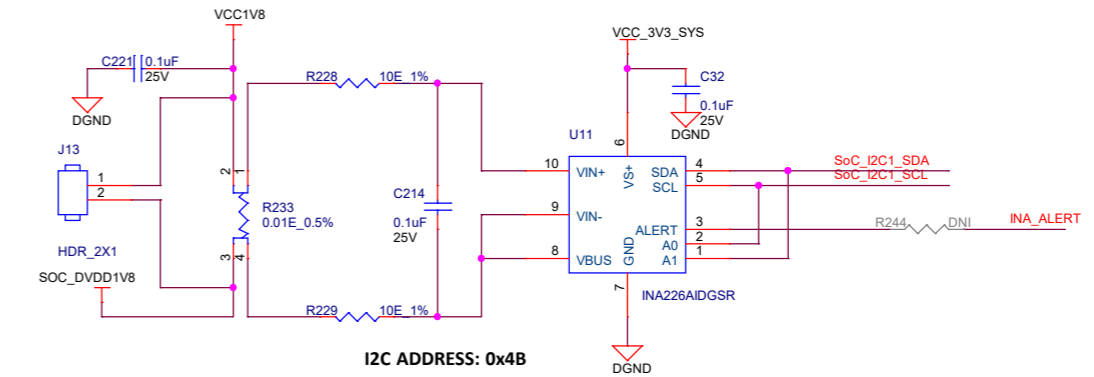 VCC1V8
C221 0.1uF
25V
DGND
J13
1
2
HDR_2X1
SOC_DVDD1V8
2 1
R233
0.01E_0.5%
3 4
R228 10E_1%
C214
0.1uF
25V
R229 10E_1%
I2C ADDRESS: 0x4B
VCC_3V3_SYS
C32
0.1uF
25V
DGND
U11
6
10 VIN+ VS+ SDA 4 SoC_I2C1_SDA
SCL 5 SoC_I2C1_SCL
9 VIN-
ALERT 3 R244 DNI INA_ALERT
A0 2
8 VBUS GND A1 1
7
INA226AIDGSR
DGND